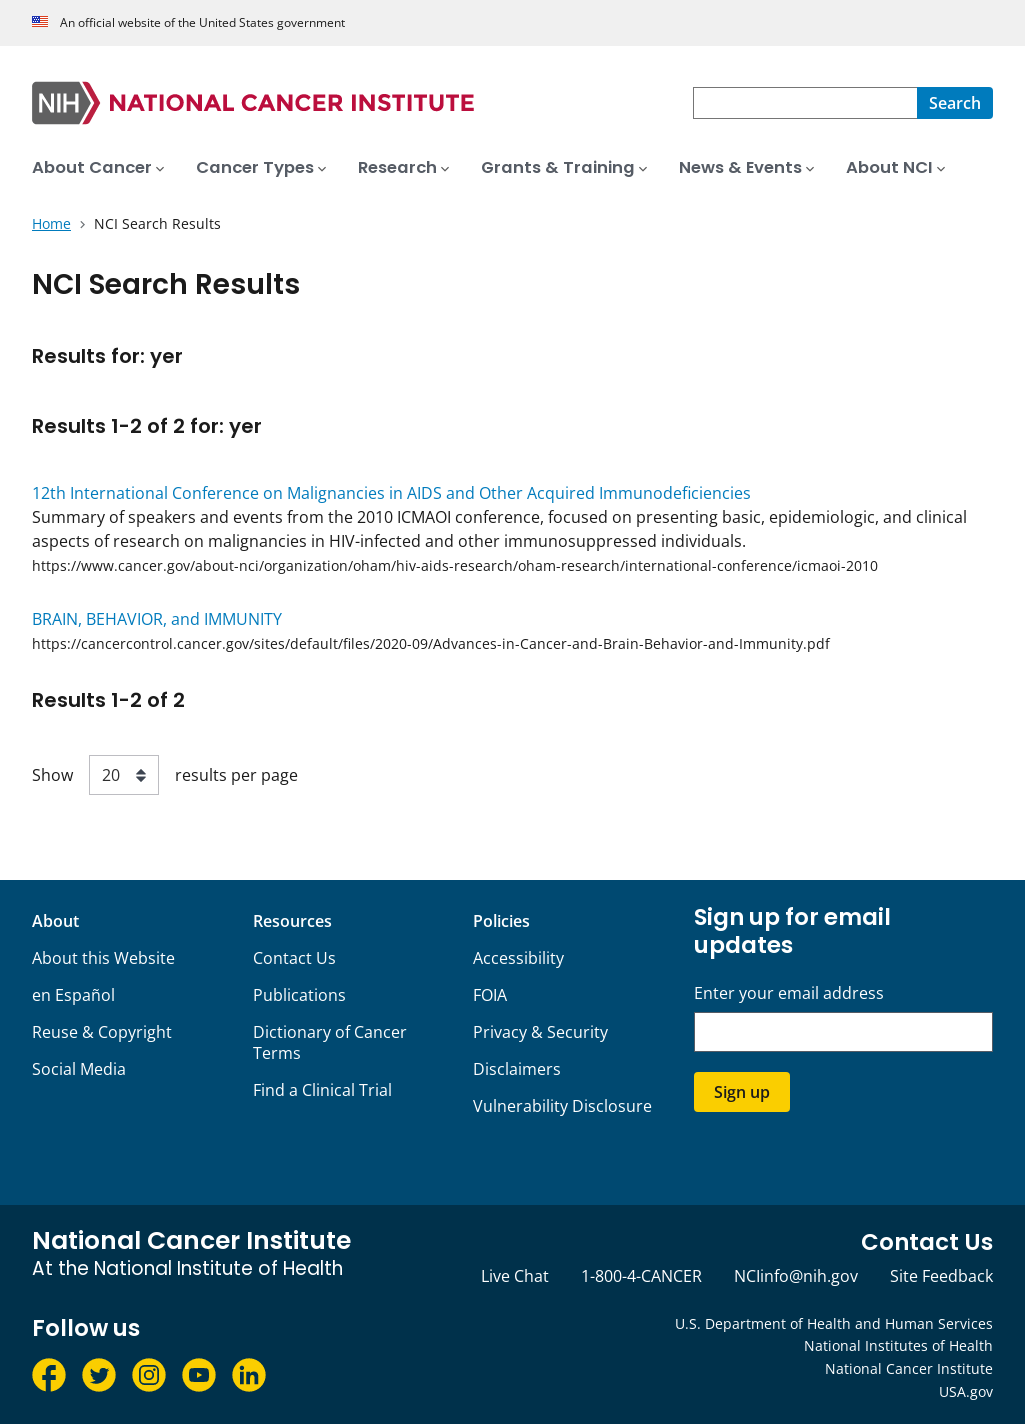 An official website of the United States government
NIH NATIONAL CANCER INSTITUTE
Search
About Cancer Cancer Types Research Grants & Training News & Events About NCI
Home NCI Search Results
NCI Search Results
Results for: yer
Results 1-2 of 2 for: yer
12th International Conference on Malignancies in AIDS and Other Acquired Immunodeficiencies
Summary of speakers and events from the 2010 ICMAOI conference, focused on presenting basic, epidemiologic, and clinical
aspects of research on malignancies in HIV-infected and other immunosuppressed individuals.
https://www.cancer.gov/about-nci/organization/oham/hiv-aids-research/oham-research/international-conference/icmaoi-2010
BRAIN, BEHAVIOR, and IMMUNITY
https://cancercontrol.cancer.gov/sites/default/files/2020-09/Advances-in-Cancer-and-Brain-Behavior-and-Immunity.pdf
Results 1-2 of 2
Show 20 results per page
About
About this Website
en Español
Reuse & Copyright
Social Media
Resources
Contact Us
Publications
Dictionary of Cancer
Terms
Find a Clinical Trial
Policies
Accessibility
FOIA
Privacy & Security
Disclaimers
Vulnerability Disclosure
Sign up for email
updates
Enter your email address
Sign up
National Cancer Institute
At the National Institute of Health
Follow us
Contact Us
Live Chat 1-800-4-CANCER NCIinfo@nih.gov Site Feedback
U.S. Department of Health and Human Services
National Institutes of Health
National Cancer Institute
USA.gov